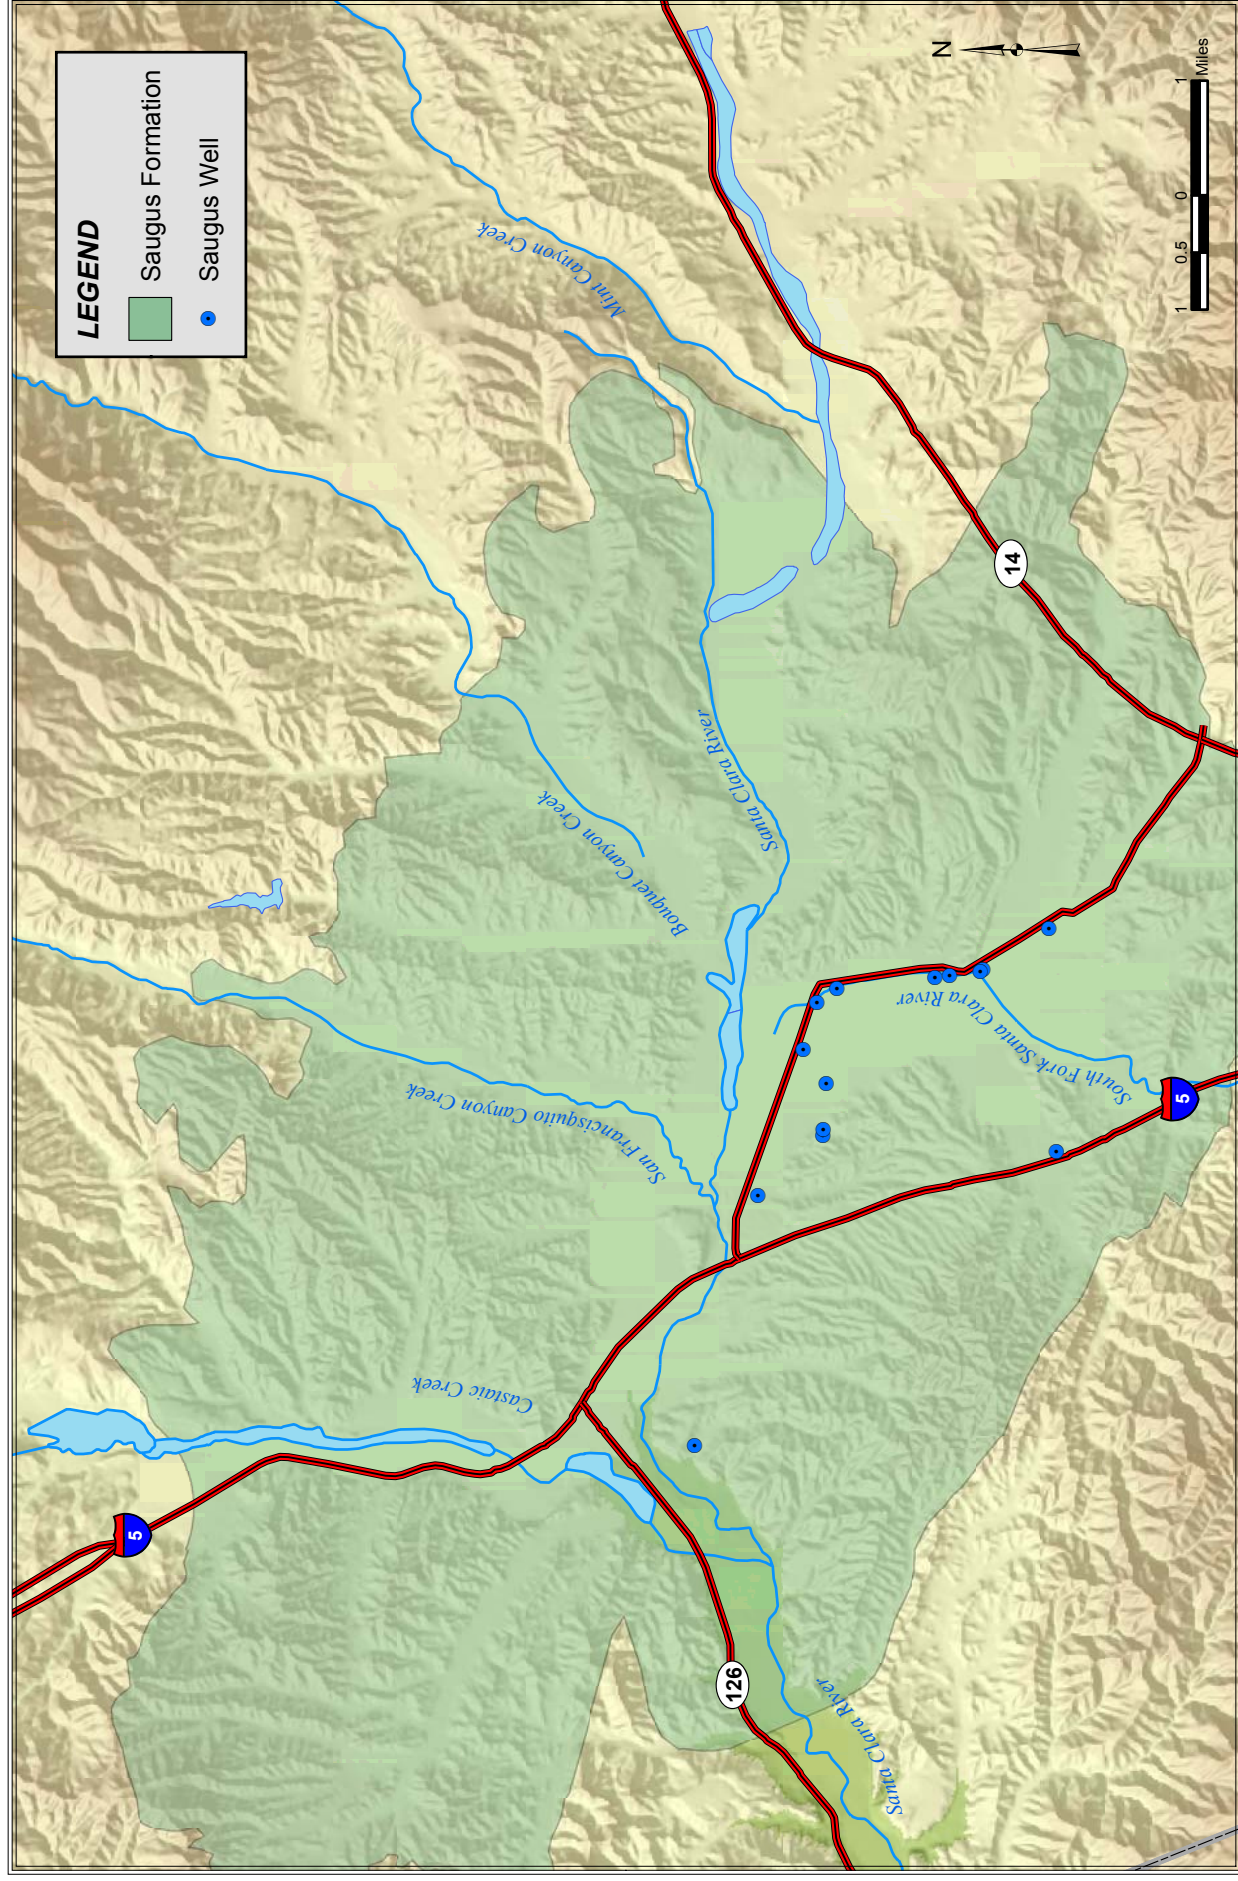 LEGEND
Saugus Formation
Saugus Well
N
1
0.5
0
1
Miles
Mint Canyon Creek
Bouquet Canyon Creek
Santa Clara River
San Francisquito Canyon Creek
South Fork Santa Clara River
Castaic Creek
Santa Clara River
14
5
5
126